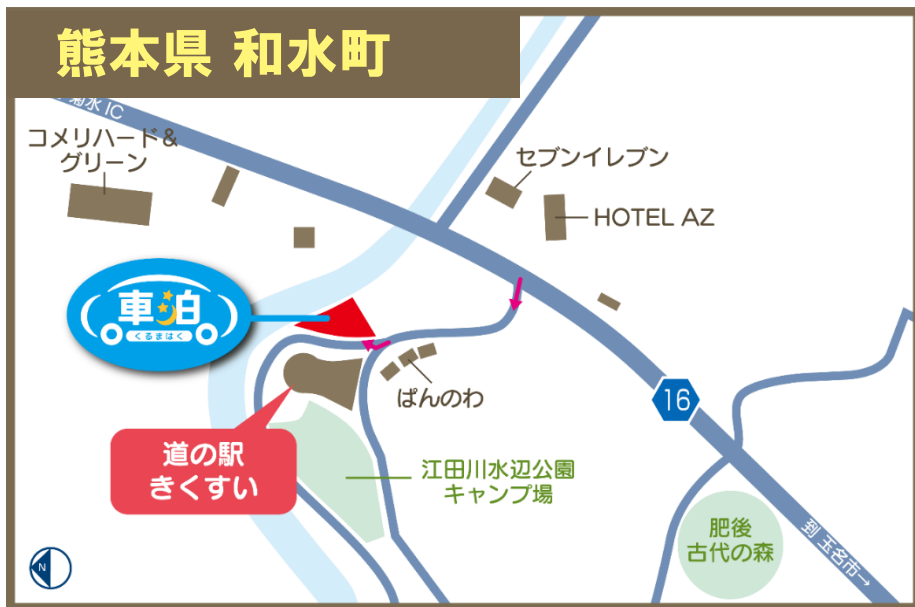 熊本県 和水町
菊水 IC
コメリハード&
グリーン
セブンイレブン
HOTEL AZ
車泊
くるまはく
ぱんのわ
16
道の駅
きくすい
江田川水辺公園
キャンプ場
肥後
古代の森
到 玉名市→
N